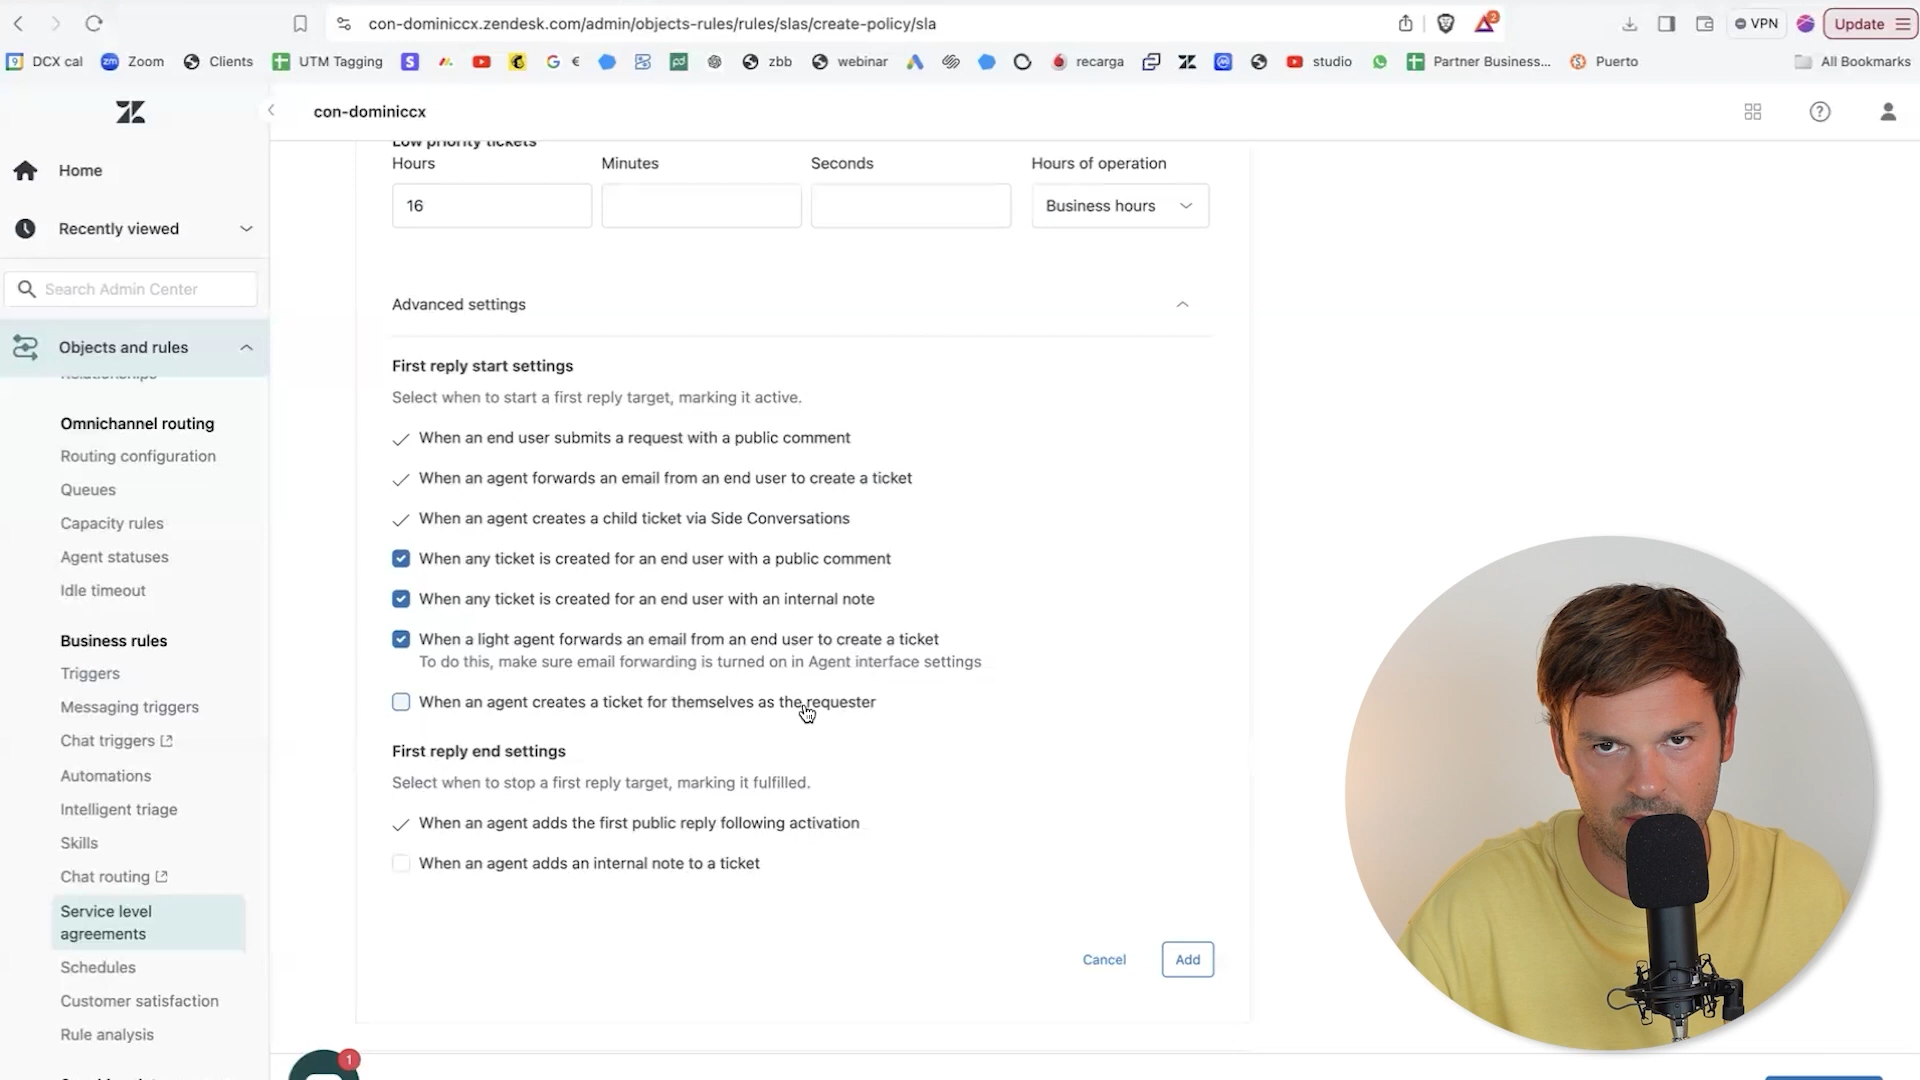 con-dominiccx.zendesk.com/admin/objects-rules/rules/slas/create-policy/sla
2
VPN
Update
9
DCX cal
zm
Zoom
Clients
UTM Tagging
S
G
€
pd
zbb
webinar
recarga
studio
Partner Business...
Puerto
All Bookmarks
con-dominiccx
Home
Recently viewed
Search Admin Center
Objects and rules
Relationships
Omnichannel routing
Routing configuration
Queues
Capacity rules
Agent statuses
Idle timeout
Business rules
Triggers
Messaging triggers
Chat triggers
Automations
Intelligent triage
Skills
Chat routing
Service level
agreements
Schedules
Customer satisfaction
Rule analysis
1
Low priority tickets
Hours
Minutes
Seconds
Hours of operation
16
Business hours
Advanced settings
First reply start settings
Select when to start a first reply target, marking it active.
When an end user submits a request with a public comment
When an agent forwards an email from an end user to create a ticket
When an agent creates a child ticket via Side Conversations
When any ticket is created for an end user with a public comment
When any ticket is created for an end user with an internal note
When a light agent forwards an email from an end user to create a ticket
To do this, make sure email forwarding is turned on in Agent interface settings
When an agent creates a ticket for themselves as the requester
First reply end settings
Select when to stop a first reply target, marking it fulfilled.
When an agent adds the first public reply following activation
When an agent adds an internal note to a ticket
Cancel
Add